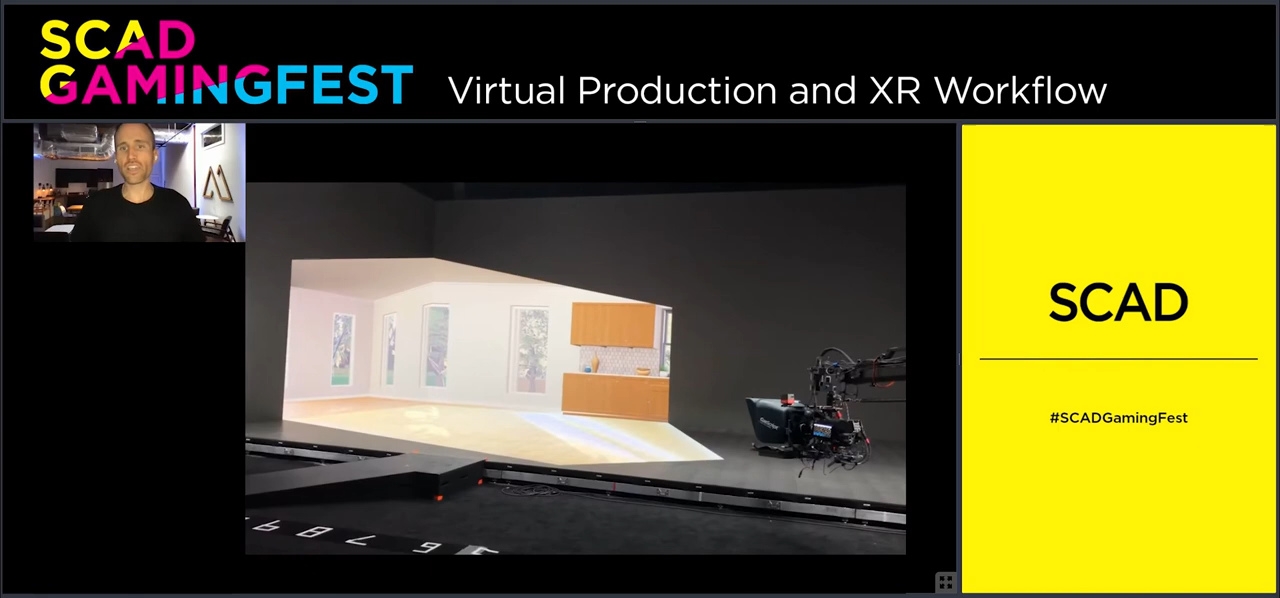 SCAD
GAMINGFEST
Virtual Production and XR Workflow
SCAD
#SCADGamingFest